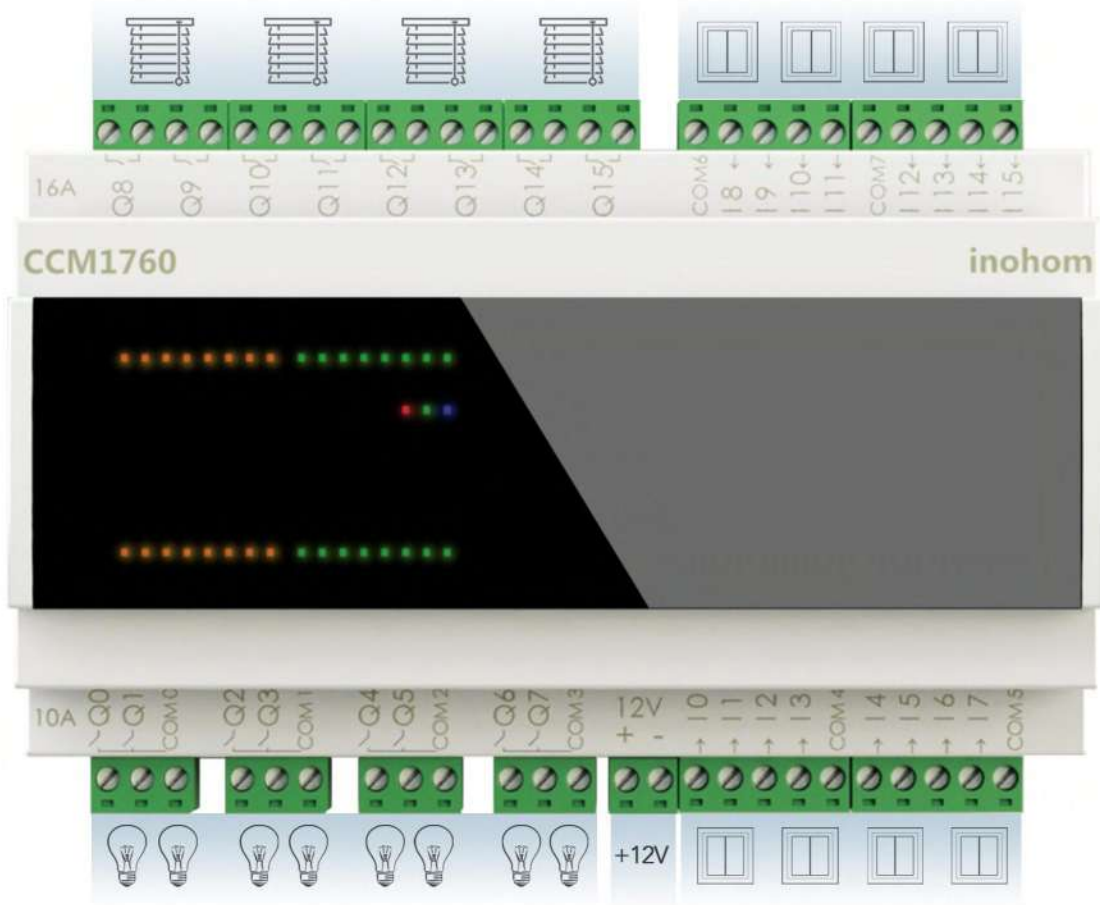 16A Q8 Q9 Q10 Q11 Q12 Q13 Q14 Q15 COM6 I8 ← I9 ← I10 ← I11 ← COM7 I12 ← I13 ← I14 ← I15 ←
CCM1760 inohom
10A Q0 Q1 COM0 Q2 Q3 COM1 Q4 Q5 COM2 Q6 Q7 COM3 12V + - → I0 → I1 → I2 → I3 COM4 → I4 → I5 → I6 → I7 COM5
+12V